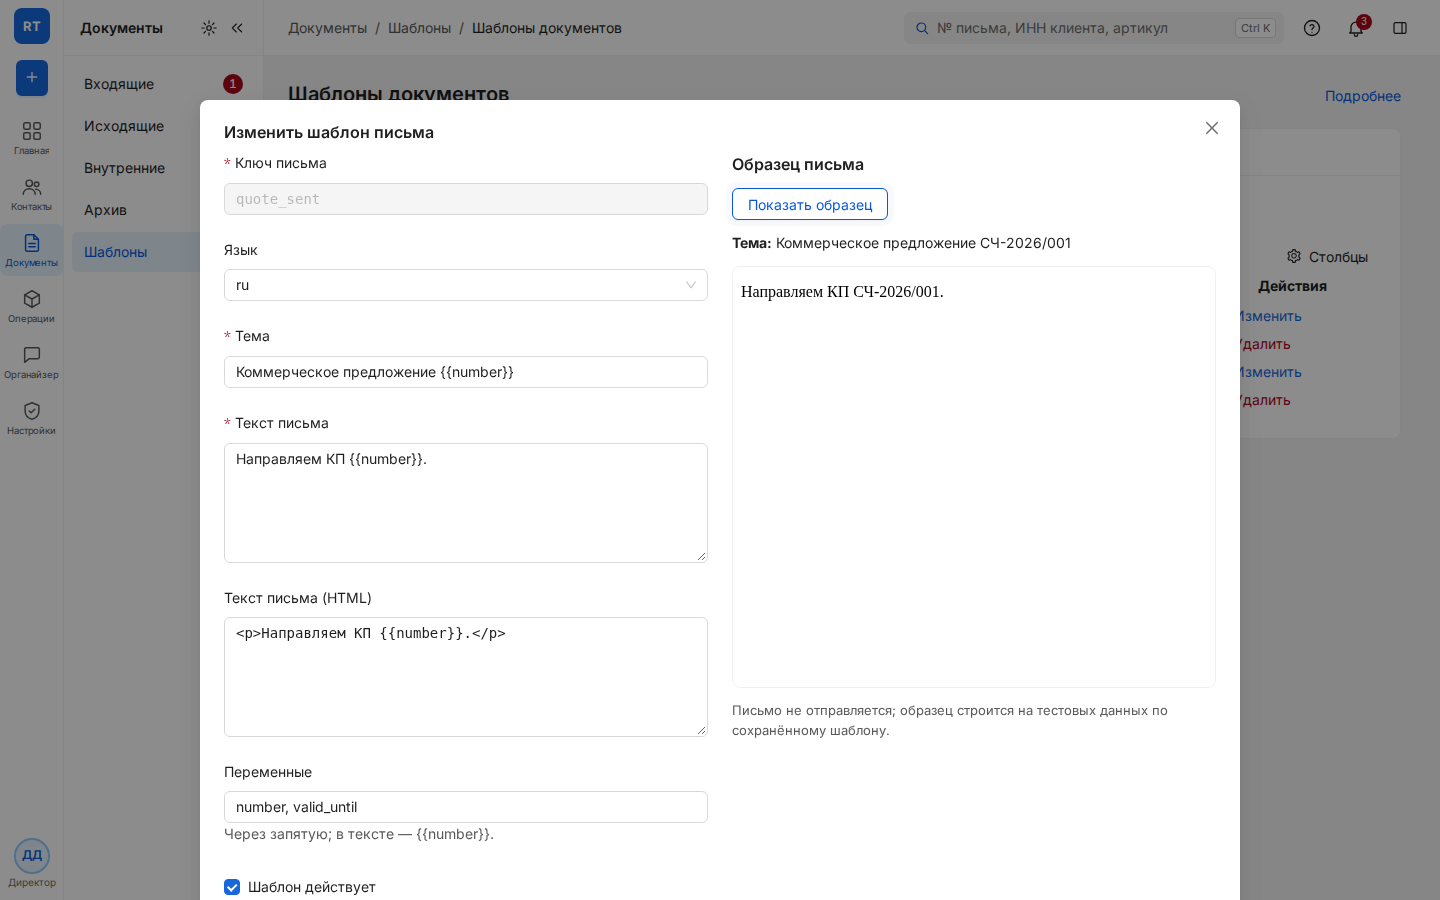 RT
Документы
Документы / Шаблоны / Шаблоны документов
№ письма, ИНН клиента, артикул
Ctrl K
3
+
Главная
Контакты
Документы
Операции
Органайзер
Настройки
ДД
Директор
Входящие
1
Исходящие
Внутренние
Архив
Шаблоны
Шаблоны документов
Подробнее
Столбцы
Действия
Изменить
Удалить
Изменить
Удалить
Изменить шаблон письма
* Ключ письма
quote_sent
Язык
ru
* Тема
Коммерческое предложение {{number}}
* Текст письма
Направляем КП {{number}}.
Текст письма (HTML)
<p>Направляем КП {{number}}.</p>
Переменные
number, valid_until
Через запятую; в тексте — {{number}}.
Шаблон действует
Образец письма
Показать образец
Тема: Коммерческое предложение СЧ-2026/001
Направляем КП СЧ-2026/001.
Письмо не отправляется; образец строится на тестовых данных по
сохранённому шаблону.